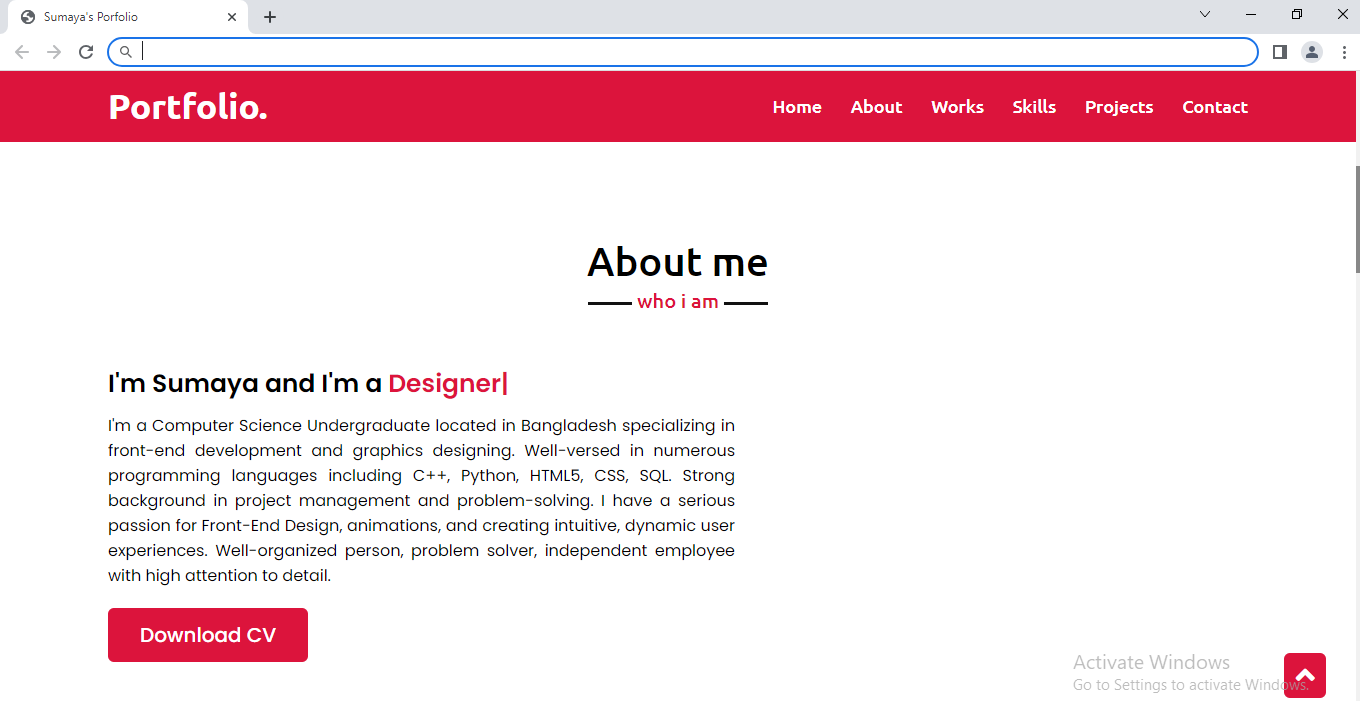 Sumaya's Porfolio
Portfolio.
Home About Works Skills Projects Contact
About me
who i am
I'm Sumaya and I'm a Designer|
I'm a Computer Science Undergraduate located in Bangladesh specializing in
front-end development and graphics designing. Well-versed in numerous
programming languages including C++, Python, HTML5, CSS, SQL. Strong
background in project management and problem-solving. I have a serious
passion for Front-End Design, animations, and creating intuitive, dynamic user
experiences. Well-organized person, problem solver, independent employee
with high attention to detail.
Download CV
Activate Windows
Go to Settings to activate Windows.